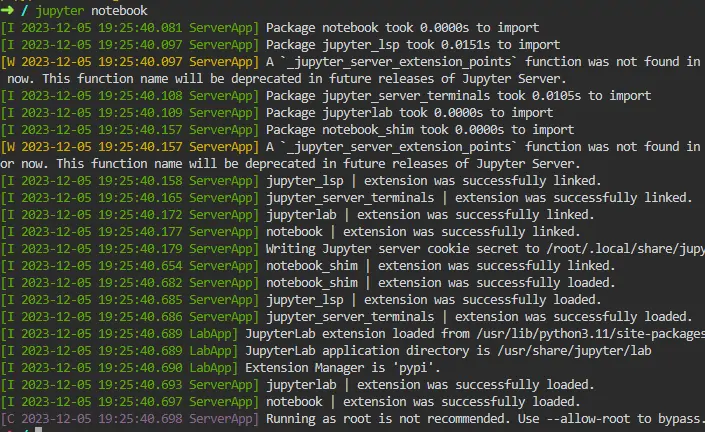 ➜ / jupyter notebook
[I 2023-12-05 19:25:40.081 ServerApp] Package notebook took 0.0000s to import
[I 2023-12-05 19:25:40.097 ServerApp] Package jupyter_lsp took 0.0151s to import
[W 2023-12-05 19:25:40.097 ServerApp] A `_jupyter_server_extension_points` function was not found in
now. This function name will be deprecated in future releases of Jupyter Server.
[I 2023-12-05 19:25:40.108 ServerApp] Package jupyter_server_terminals took 0.0105s to import
[I 2023-12-05 19:25:40.109 ServerApp] Package jupyterlab took 0.0000s to import
[I 2023-12-05 19:25:40.157 ServerApp] Package notebook_shim took 0.0000s to import
[W 2023-12-05 19:25:40.157 ServerApp] A `_jupyter_server_extension_points` function was not found in
or now. This function name will be deprecated in future releases of Jupyter Server.
[I 2023-12-05 19:25:40.158 ServerApp] jupyter_lsp | extension was successfully linked.
[I 2023-12-05 19:25:40.165 ServerApp] jupyter_server_terminals | extension was successfully linked.
[I 2023-12-05 19:25:40.172 ServerApp] jupyterlab | extension was successfully linked.
[I 2023-12-05 19:25:40.177 ServerApp] notebook | extension was successfully linked.
[I 2023-12-05 19:25:40.179 ServerApp] Writing Jupyter server cookie secret to /root/.local/share/jupy
[I 2023-12-05 19:25:40.654 ServerApp] notebook_shim | extension was successfully linked.
[I 2023-12-05 19:25:40.682 ServerApp] notebook_shim | extension was successfully loaded.
[I 2023-12-05 19:25:40.685 ServerApp] jupyter_lsp | extension was successfully loaded.
[I 2023-12-05 19:25:40.686 ServerApp] jupyter_server_terminals | extension was successfully loaded.
[I 2023-12-05 19:25:40.689 LabApp] JupyterLab extension loaded from /usr/lib/python3.11/site-packages
[I 2023-12-05 19:25:40.689 LabApp] JupyterLab application directory is /usr/share/jupyter/lab
[I 2023-12-05 19:25:40.690 LabApp] Extension Manager is 'pypi'.
[I 2023-12-05 19:25:40.693 ServerApp] jupyterlab | extension was successfully loaded.
[I 2023-12-05 19:25:40.697 ServerApp] notebook | extension was successfully loaded.
[C 2023-12-05 19:25:40.698 ServerApp] Running as root is not recommended. Use --allow-root to bypass.